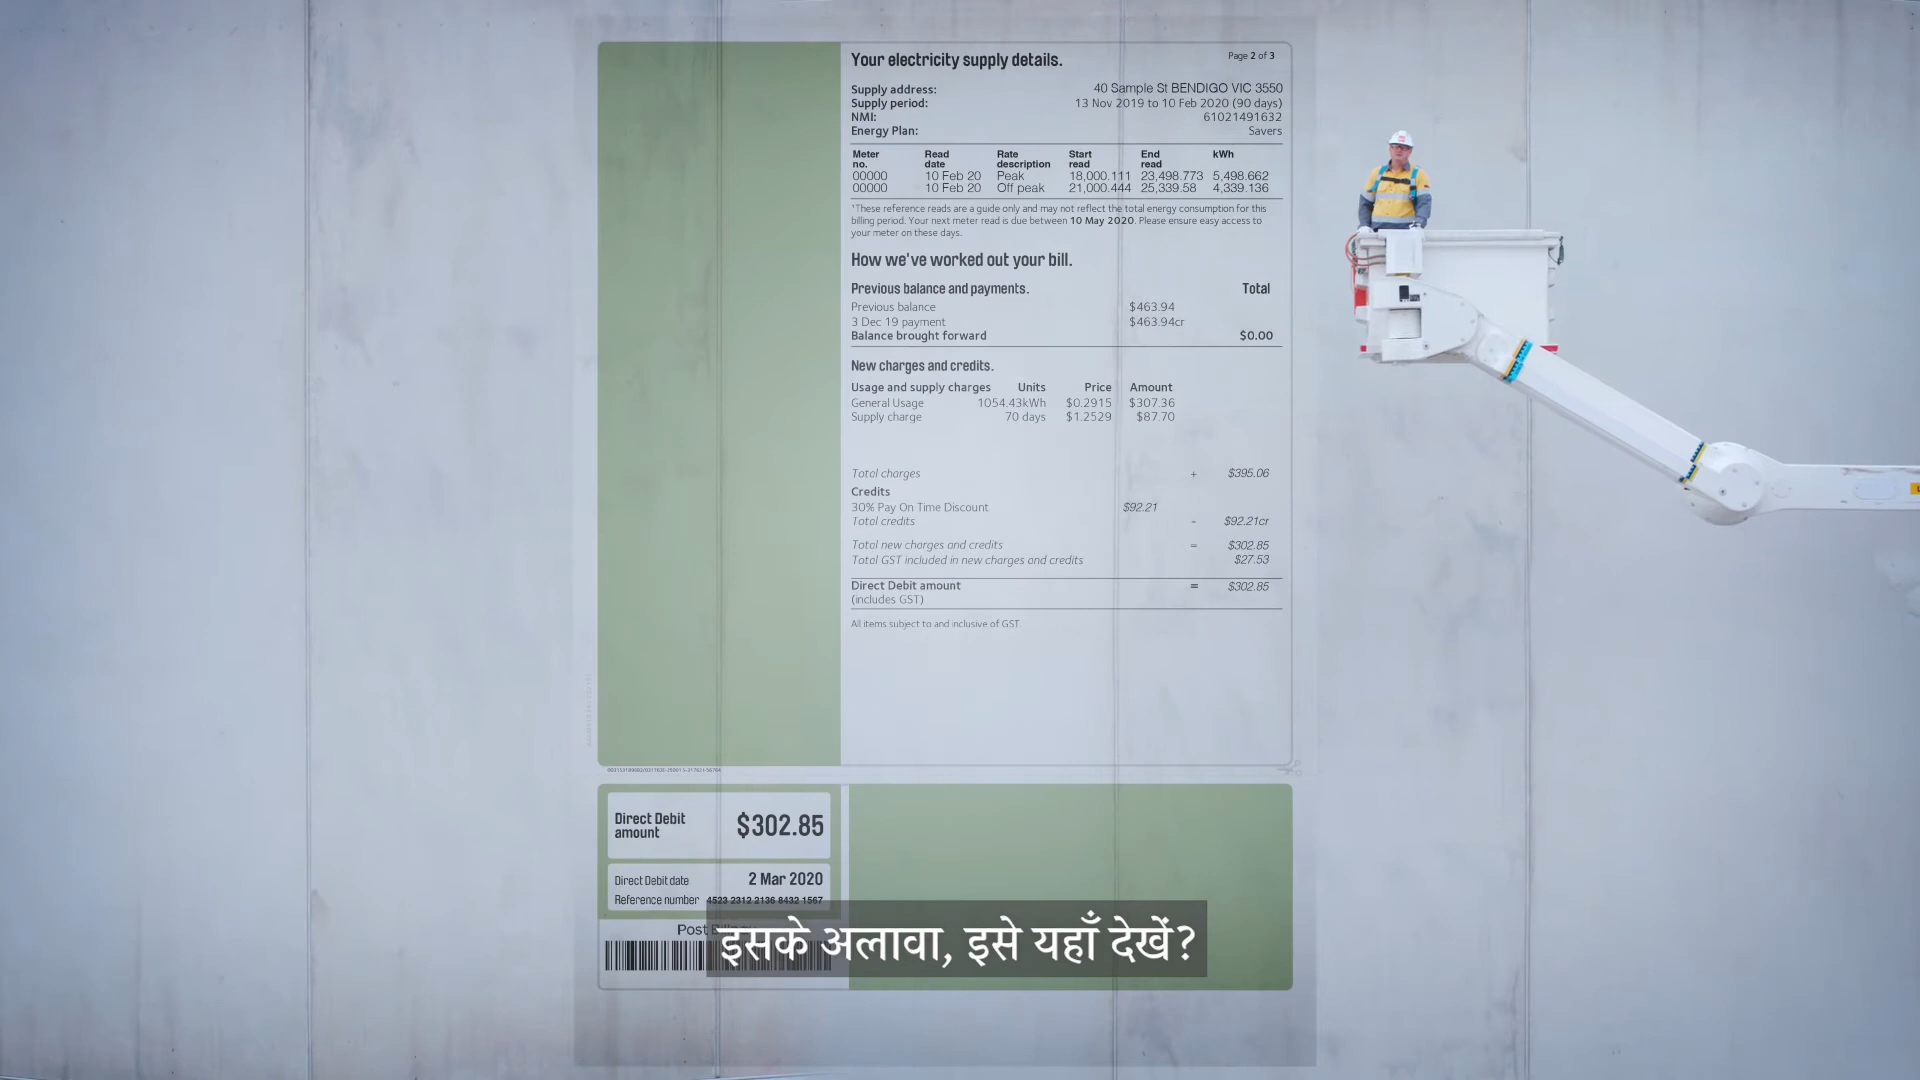 Your electricity supply details.
Page 2 of 3
Supply address: 40 Sample St BENDIGO VIC 3550
Supply period: 13 Nov 2019 to 10 Feb 2020 (90 days)
NMI: 61021491632
Energy Plan: Savers
Meter no. Read date Rate description Start read End read kWh
00000 10 Feb 20 Peak 18,000.111 23,498.773 5,498.662
00000 10 Feb 20 Off peak 21,000.444 25,339.58 4,339.136
*These reference reads are a guide only and may not reflect the total energy consumption for this
billing period. Your next meter read is due between 10 May 2020. Please ensure easy access to
your meter on these days.
How we've worked out your bill.
Previous balance and payments. Total
Previous balance $463.94
3 Dec 19 payment $463.94cr
Balance brought forward $0.00
New charges and credits.
Usage and supply charges Units Price Amount
General Usage 1054.43kWh $0.2915 $307.36
Supply charge 70 days $1.2529 $87.70
Total charges + $395.06
Credits
30% Pay On Time Discount $92.21
Total credits - $92.21cr
Total new charges and credits = $302.85
Total GST included in new charges and credits $27.53
Direct Debit amount = $302.85
(includes GST)
All items subject to and inclusive of GST.
Direct Debit
amount
$302.85
Direct Debit date 2 Mar 2020
Reference number 4523 2312 2136 8432 1567
Post
इसके अलावा, इसे यहाँ देखें?